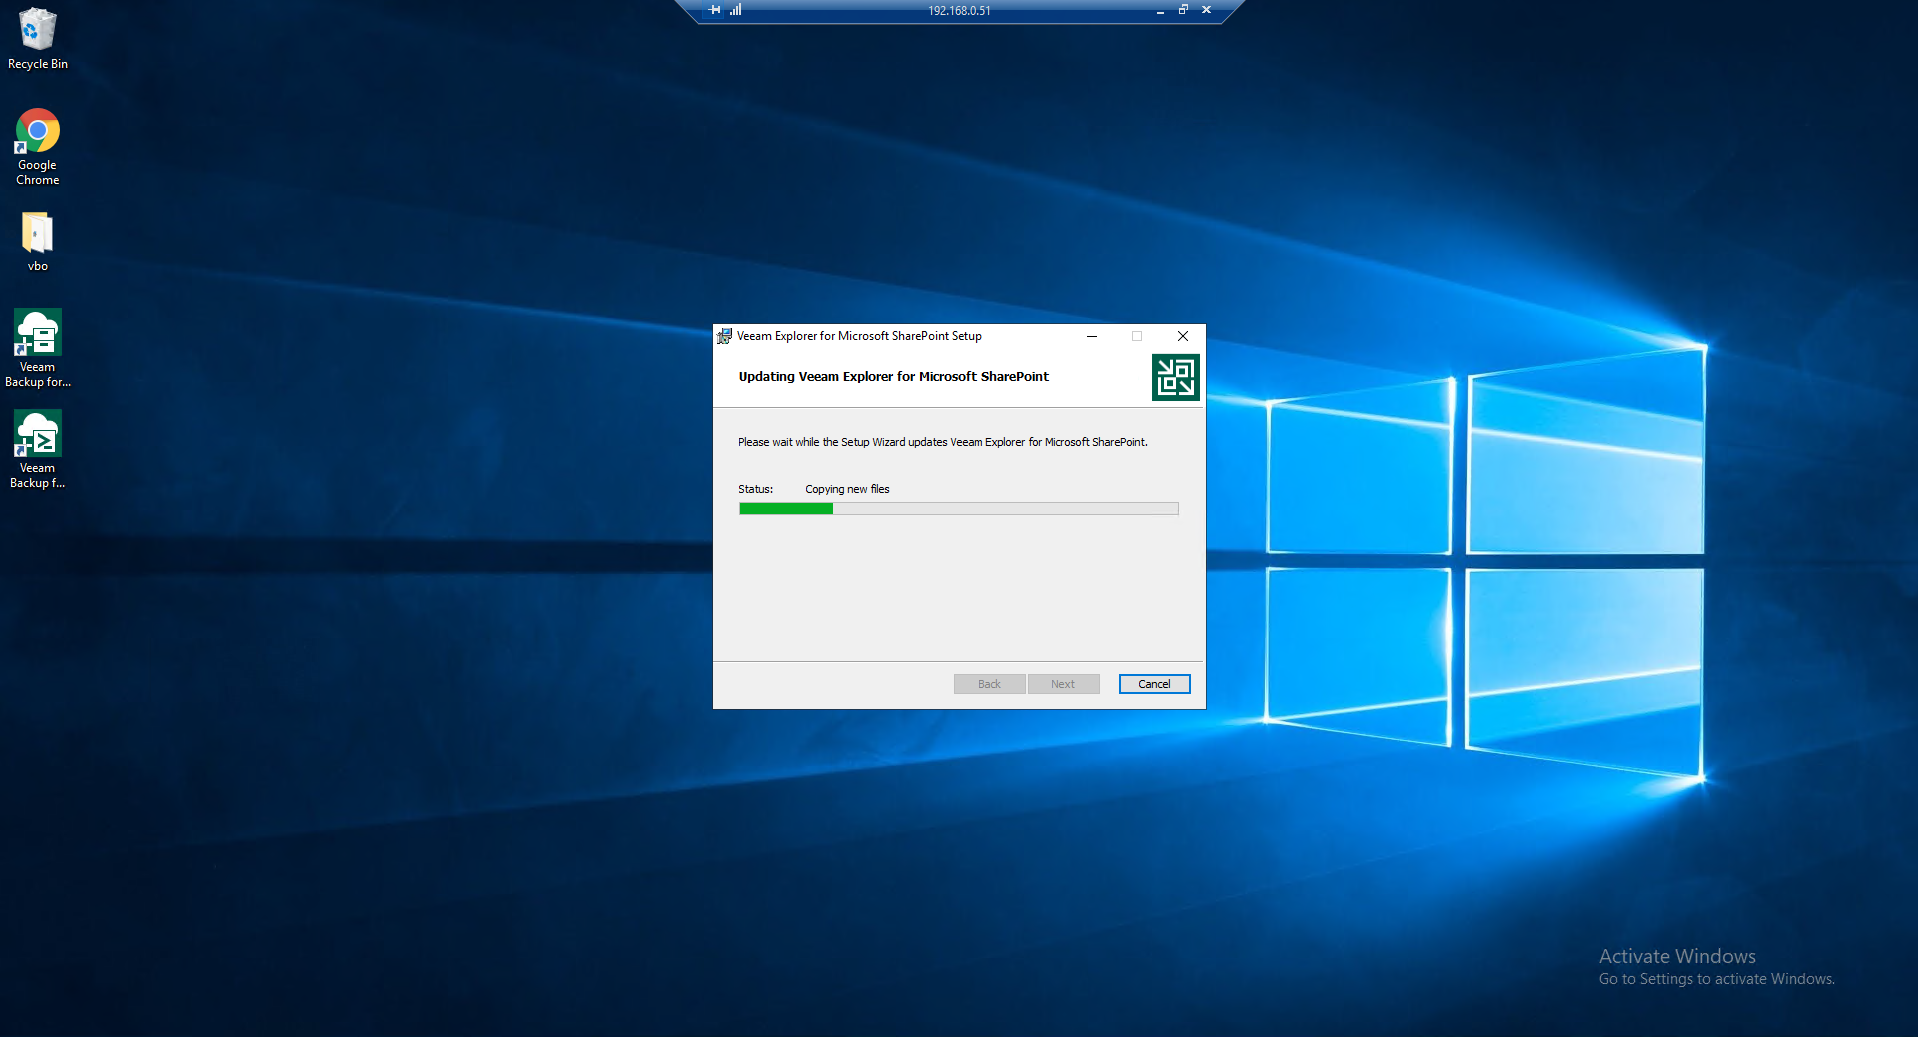 192.168.0.51
Recycle Bin
Google
Chrome
vbo
Veeam
Backup for...
Veeam
Backup f...
Veeam Explorer for Microsoft SharePoint Setup
Updating Veeam Explorer for Microsoft SharePoint
Please wait while the Setup Wizard updates Veeam Explorer for Microsoft SharePoint.
Status: Copying new files
Back Next Cancel
Activate Windows
Go to Settings to activate Windows.